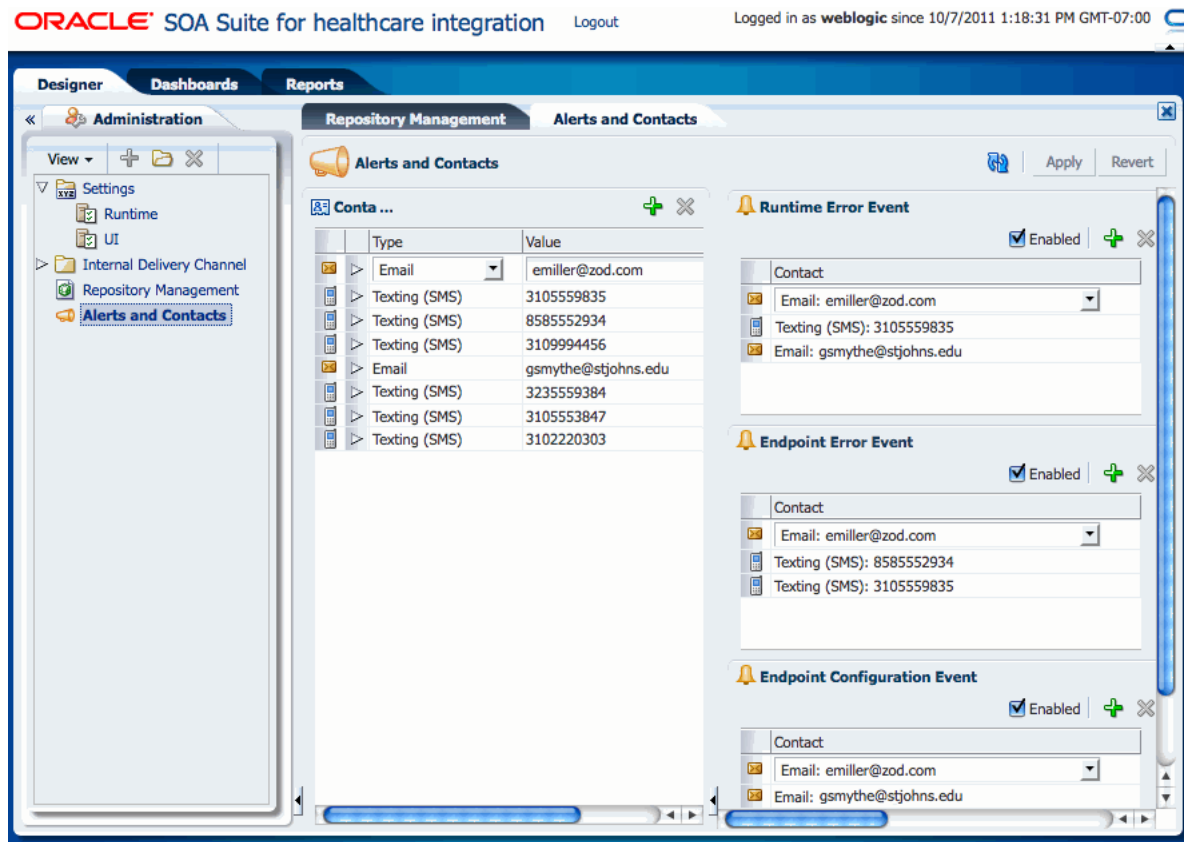 ORACLE SOA Suite for healthcare integration Logout Logged in as weblogic since 10/7/2011 1:18:31 PM GMT-07:00
Designer Dashboards Reports
« Administration
View
XYZ Settings
Runtime
UI
Internal Delivery Channel
Repository Management
Alerts and Contacts
Repository Management Alerts and Contacts
Alerts and Contacts Apply Revert
Conta ...
Type Value
Email emiller@zod.com
Texting (SMS) 3105559835
Texting (SMS) 8585552934
Texting (SMS) 3109994456
Email gsmythe@stjohns.edu
Texting (SMS) 3235559384
Texting (SMS) 3105553847
Texting (SMS) 3102220303
Runtime Error Event
Enabled
Contact
Email: emiller@zod.com
Texting (SMS): 3105559835
Email: gsmythe@stjohns.edu
Endpoint Error Event
Enabled
Contact
Email: emiller@zod.com
Texting (SMS): 8585552934
Texting (SMS): 3105559835
Endpoint Configuration Event
Enabled
Contact
Email: emiller@zod.com
Email: gsmythe@stjohns.edu